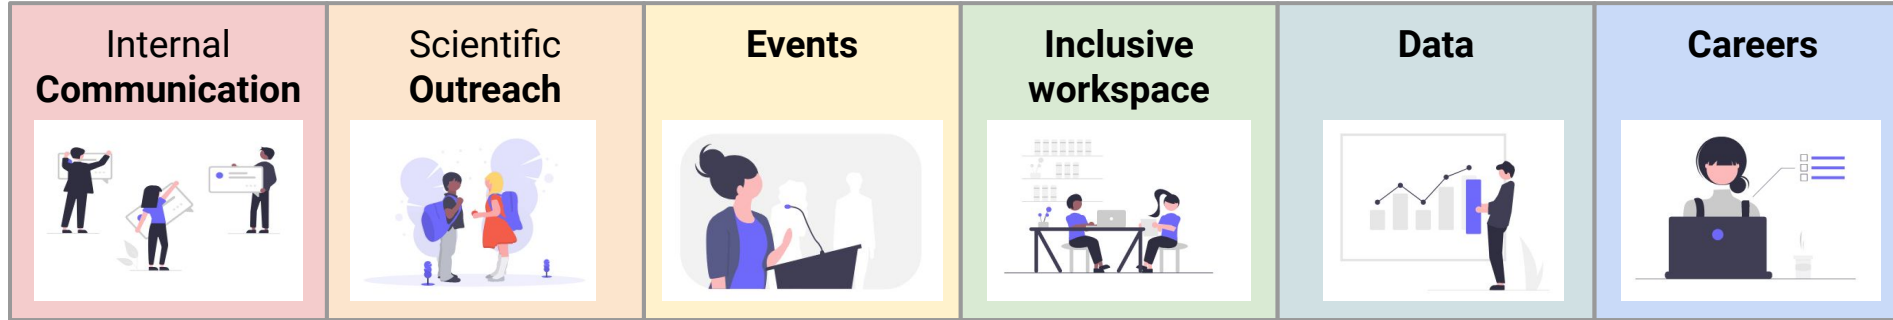 Internal
Communication
Scientific
Outreach
Events
Inclusive
workspace
Data
Careers